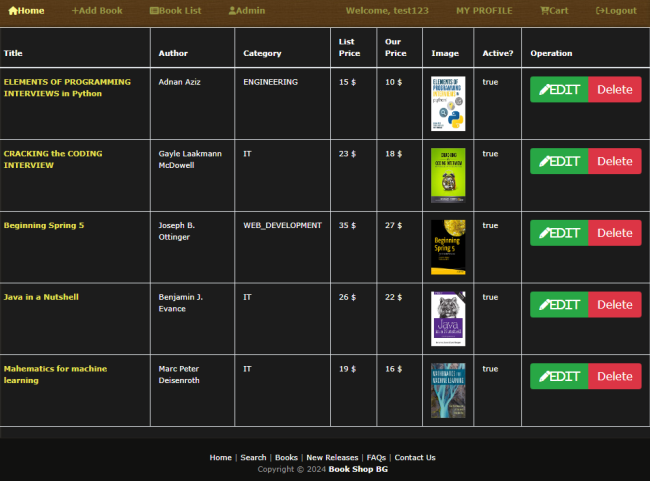 Home +Add Book Book List Admin Welcome, test123 MY PROFILE Cart Logout
Title Author Category List Price Our Price Image Active? Operation
ELEMENTS OF PROGRAMMING INTERVIEWS in Python Adnan Aziz ENGINEERING 15 $ 10 $ true EDIT Delete
CRACKING the CODING INTERVIEW Gayle Laakmann McDowell IT 23 $ 18 $ true EDIT Delete
Beginning Spring 5 Joseph B. Ottinger WEB_DEVELOPMENT 35 $ 27 $ Beginning Spring 5 true EDIT Delete
Java in a Nutshell Benjamin J. Evance IT 26 $ 22 $ true EDIT Delete
Mahematics for machine learning Marc Peter Deisenroth IT 19 $ 16 $ true EDIT Delete
Home | Search | Books | New Releases | FAQs | Contact Us
Copyright © 2024 Book Shop BG